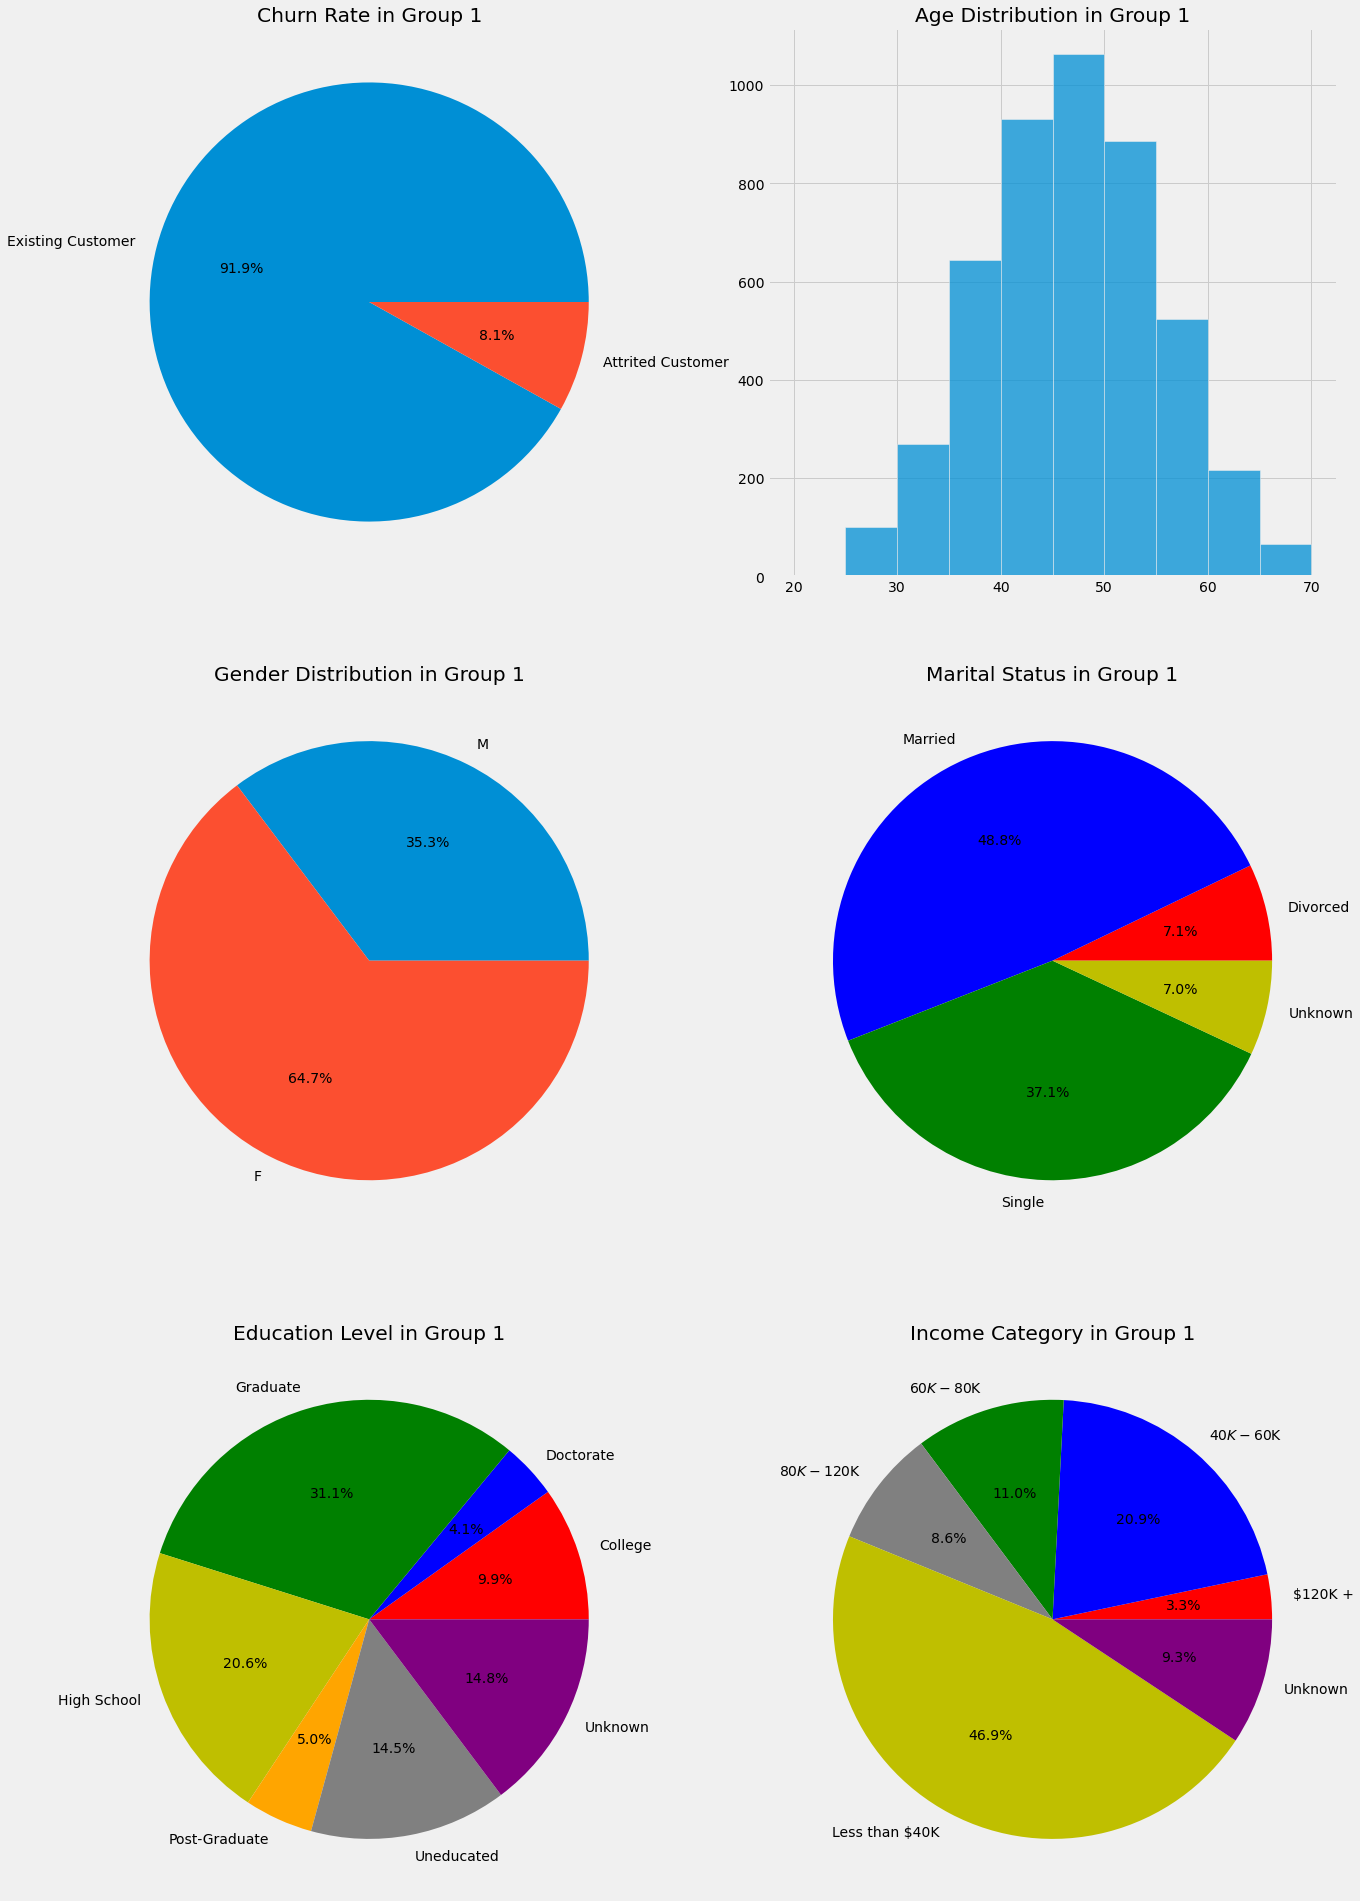 Churn Rate in Group 1
Existing Customer
91.9%
8.1%
Attrited Customer
Age Distribution in Group 1
1000
800
600
400
200
0
20 30 40 50 60 70
Gender Distribution in Group 1
M
35.3%
64.7%
F
Marital Status in Group 1
Married
48.8%
Divorced
7.1%
7.0%
Unknown
37.1%
Single
Education Level in Group 1
Graduate
Doctorate
31.1%
4.1%
College
9.9%
20.6%
14.8%
High School
Unknown
5.0%
14.5%
Post-Graduate
Uneducated
Income Category in Group 1
60K − 80K
40K − 60K
80K − 120K
11.0%
20.9%
8.6%
$120K +
3.3%
9.3%
Unknown
46.9%
Less than $40K